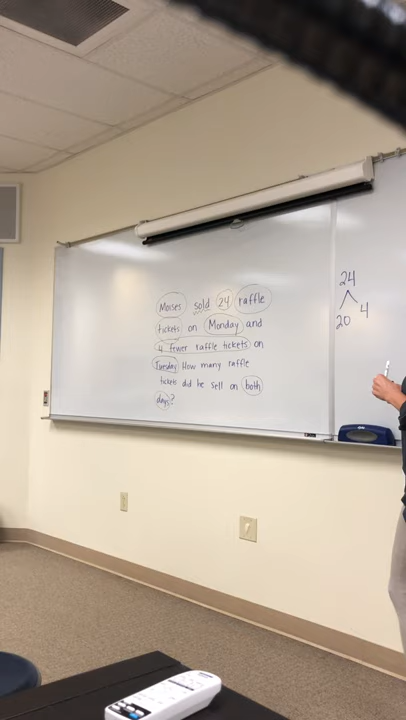 Moises sold 24 raffle
tickets on Monday and
4 fewer raffle tickets on
Tuesday How many raffle
tickets did he sell on both
days?
24
20 4